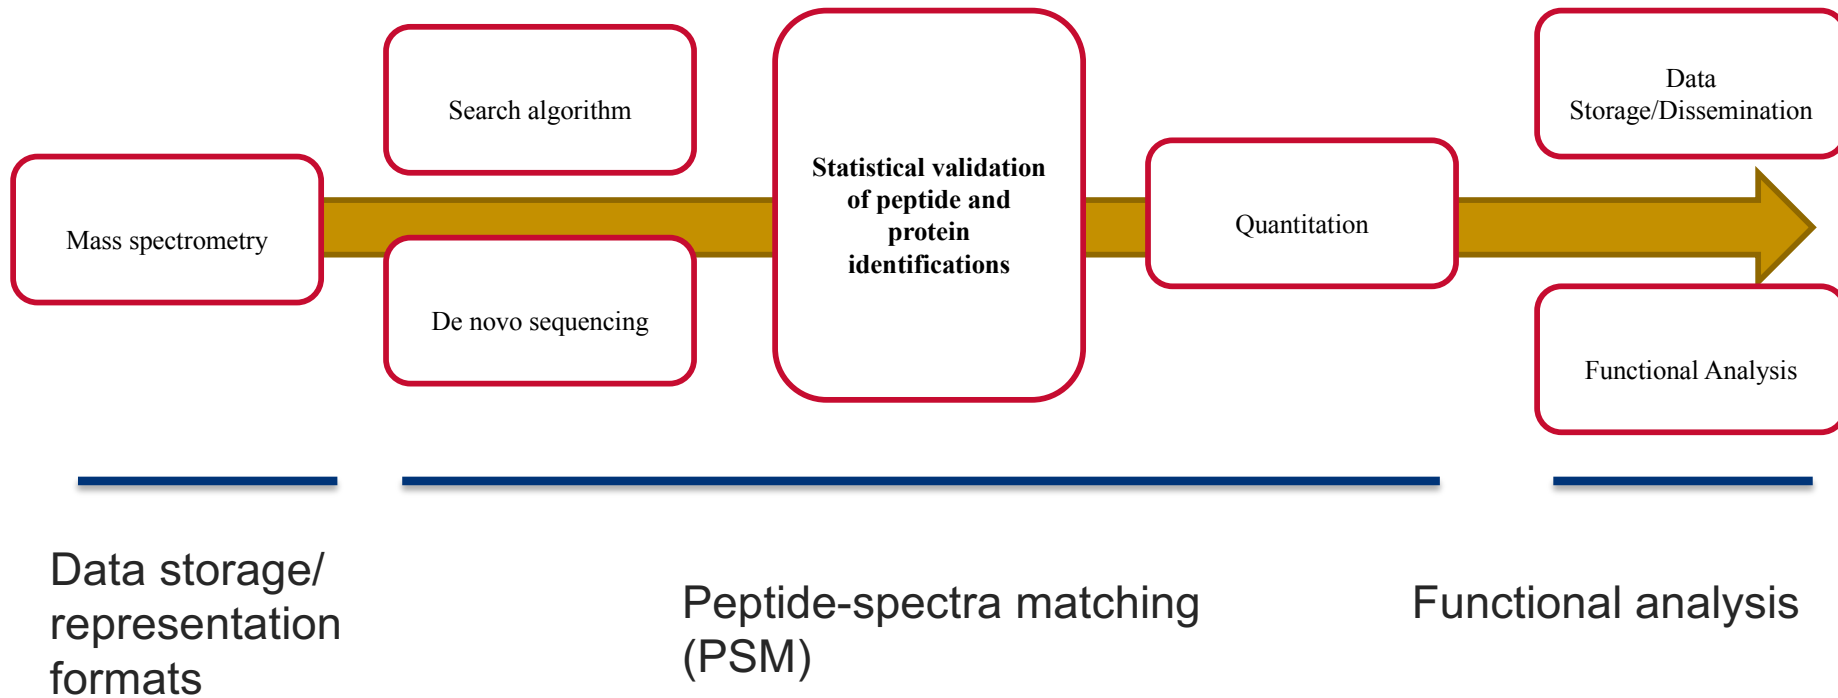 Mass spectrometry
Search algorithm
De novo sequencing
Statistical validation
of peptide and
protein
identifications
Quantitation
Data
Storage/Dissemination
Functional Analysis
Data storage/
representation
formats
Peptide-spectra matching
(PSM)
Functional analysis